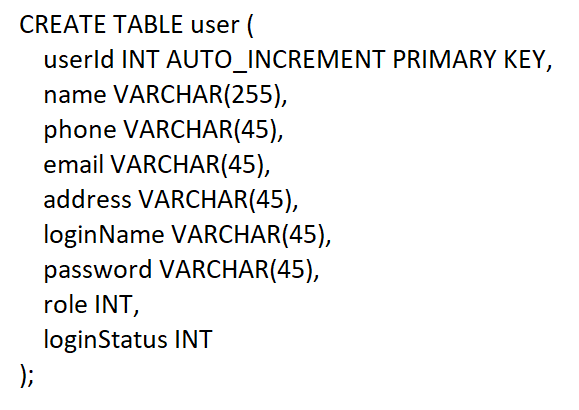 CREATE TABLE user (
userId INT AUTO_INCREMENT PRIMARY KEY,
name VARCHAR(255),
phone VARCHAR(45),
email VARCHAR(45),
address VARCHAR(45),
loginName VARCHAR(45),
password VARCHAR(45),
role INT,
loginStatus INT
);